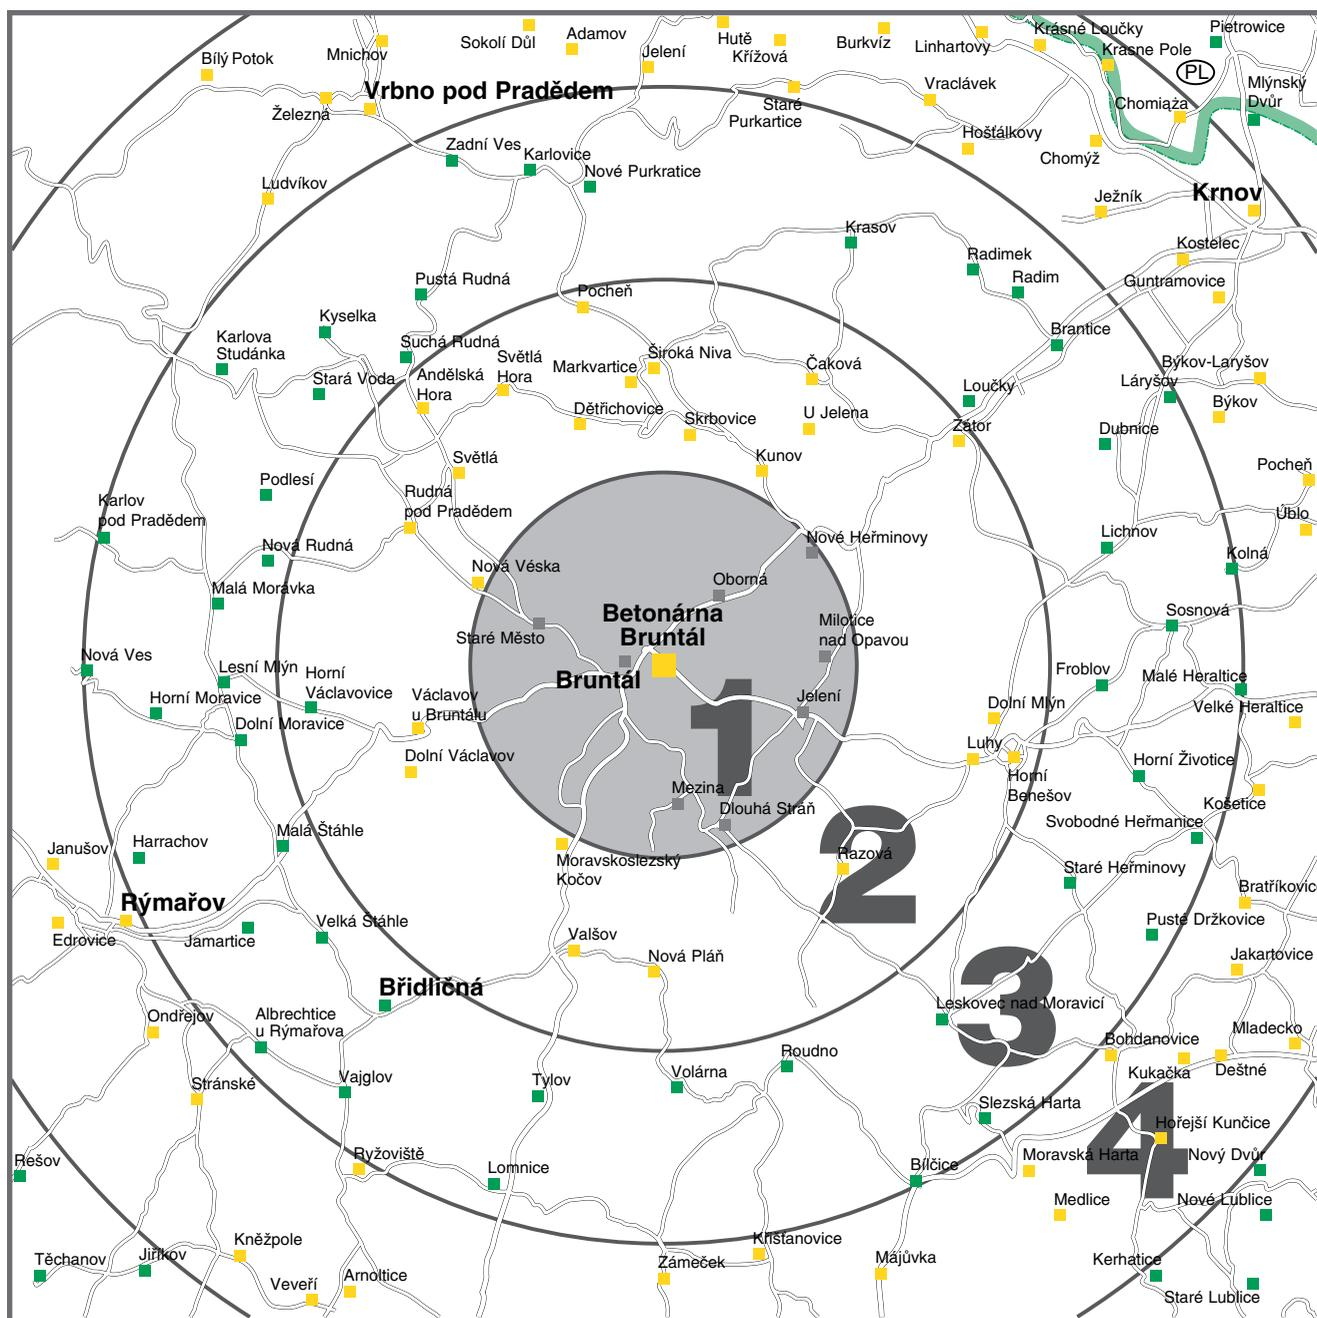 Sokolí Důl
Adamov
Hutě
Křížová
Burkvíz
Linhartovy
Krásné Loučky
Pietrowice
Mnichov
Bílý Potok
Jelení
Krasne Pole
PL
Vrbno pod Pradědem
Železná
Staré
Purkartice
Vraclávek
Chomiąza
Mlýnský
Dvůr
Hošťálkovy
Chomýž
Zadní Ves
Karlovice
Nové Purkratice
Ludvíkov
Ježník
Krnov
Krasov
Radimek
Radim
Kostelec
Guntramovice
Pustá Rudná
Pocheň
Kyselka
Karlova
Studánka
Suchá Rudná
Brantice
Stará Voda
Andělská
Hora
Světlá
Hora
Markvartice
Široká Niva
Čaková
Býkov-Laryšov
Láryšov
Loučky
Býkov
Dětřichovice
Skrbovice
U Jelena
Zátor
Dubnice
Světlá
Kunov
Pocheň
Podlesí
Rudná
pod Pradědem
Karlov
pod Pradědem
Úblo
Nová Rudná
Nové Heřminovy
Lichnov
Kolná
Malá Morávka
Nová Véska
Oborná
Betonárna
Bruntál
Staré Město
Milotice
nad Opavou
Sosnová
Nová Ves
Lesní Mlýn
Horní
Václavovice
Bruntál
Froblov
Malé Heraltice
Horní Moravice
Václavov
u Bruntálu
1
Jelení
Dolní Mlýn
Velké Heraltice
Dolní Moravice
Dolní Václavov
Luhy
Horní
Benešov
Horní Životice
Mezina
Dlouhá Stráň
Košetice
Malá Štáhle
2
Svobodné Heřmanice
Janušov
Harrachov
Moravskoslezský
Kočov
Razová
Staré Heřminovy
Bratříkovice
Rýmařov
Edrovice
Jamartice
Velká Štáhle
Pusté Držkovice
Valšov
Nová Pláň
3
Jakartovice
Břidličná
Leskovec nad Moravicí
Ondřejov
Albrechtice
u Rýmařova
Bohdanovice
Mladecko
Roudno
Kukačka
Deštné
Stránské
Vajglov
Tylov
Volárna
Slezská Harta
4
Hořejší Kunčice
Rešov
Ryžoviště
Lomnice
Bílčice
Moravská Harta
Nový Dvůr
Medlice
Nové Lublice
Těchanov
Jiříkov
Kněžpole
Křišťanovice
Zámeček
Májůvka
Kerhatice
Veveří
Arnoltice
Staré Lublice